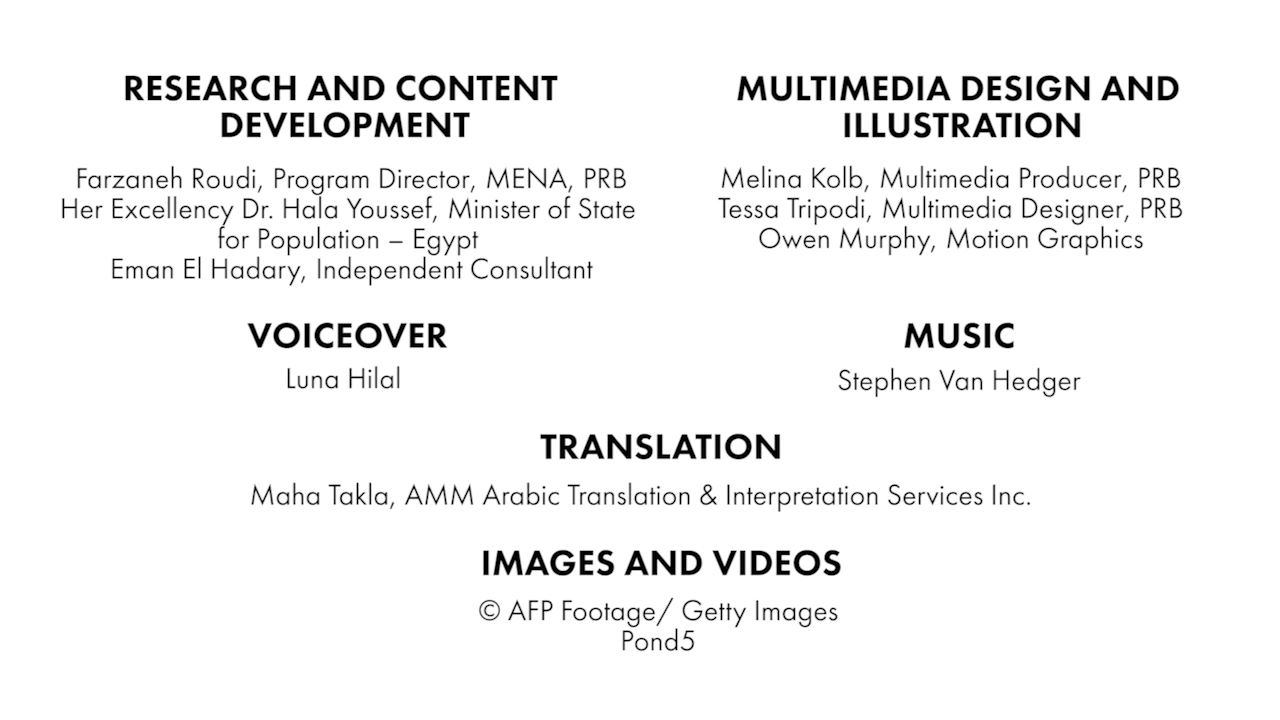 RESEARCH AND CONTENT
DEVELOPMENT
Farzaneh Roudi, Program Director, MENA, PRB
Her Excellency Dr. Hala Youssef, Minister of State
for Population – Egypt
Eman El Hadary, Independent Consultant
MULTIMEDIA DESIGN AND
ILLUSTRATION
Melina Kolb, Multimedia Producer, PRB
Tessa Tripodi, Multimedia Designer, PRB
Owen Murphy, Motion Graphics
VOICEOVER
Luna Hilal
MUSIC
Stephen Van Hedger
TRANSLATION
Maha Takla, AMM Arabic Translation & Interpretation Services Inc.
IMAGES AND VIDEOS
© AFP Footage/ Getty Images
Pond5